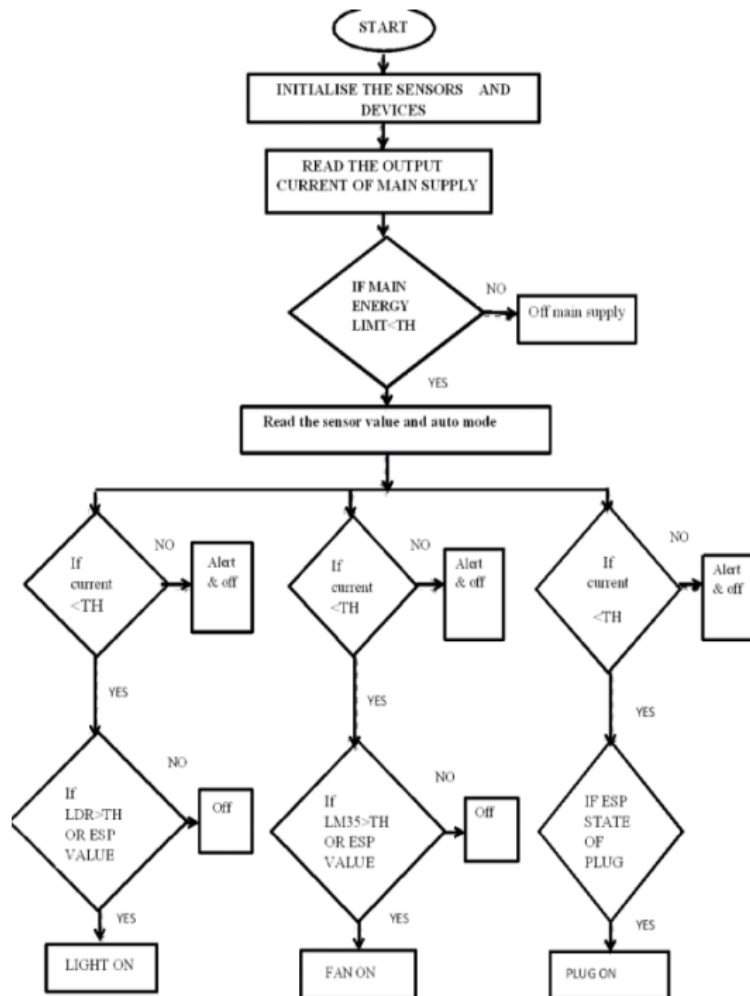 START
INITIALISE THE SENSORS AND
DEVICES
READ THE OUTPUT
CURRENT OF MAIN SUPPLY
IF MAIN
ENERGY
LIMT<TH
NO
Off main supply
YES
Read the sensor value and auto mode
If
current
<TH
NO
Alert
& off
YES
If
current
<TH
NO
Alert
& off
YES
If
current
<TH
NO
Alert
& off
YES
If
LDR>TH
OR ESP
VALUE
NO
Off
YES
LIGHT ON
If
LM35>TH
OR ESP
VALUE
NO
Off
YES
FAN ON
IF ESP
STATE
OF
PLUG
YES
PLUG ON